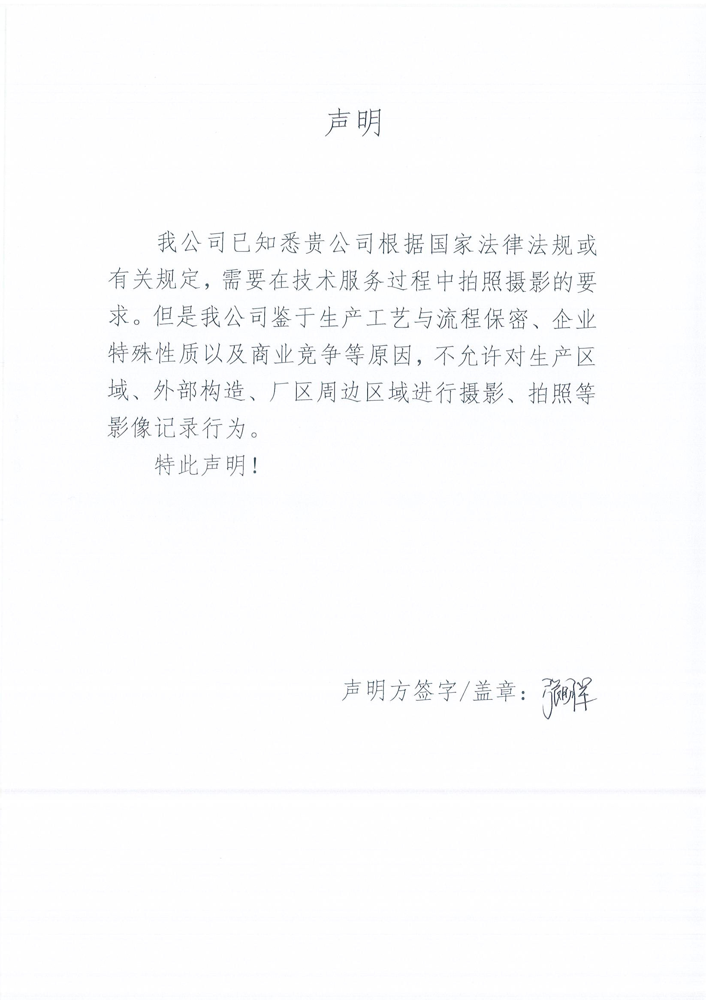 声明
我公司已知悉贵公司根据国家法律法规或
有关规定，需要在技术服务过程中拍照摄影的要
求。但是我公司鉴于生产工艺与流程保密、企业
特殊性质以及商业竞争等原因，不允许对生产区
域、外部构造、厂区周边区域进行摄影、拍照等
影像记录行为。
特此声明！
声明方签字/盖章：